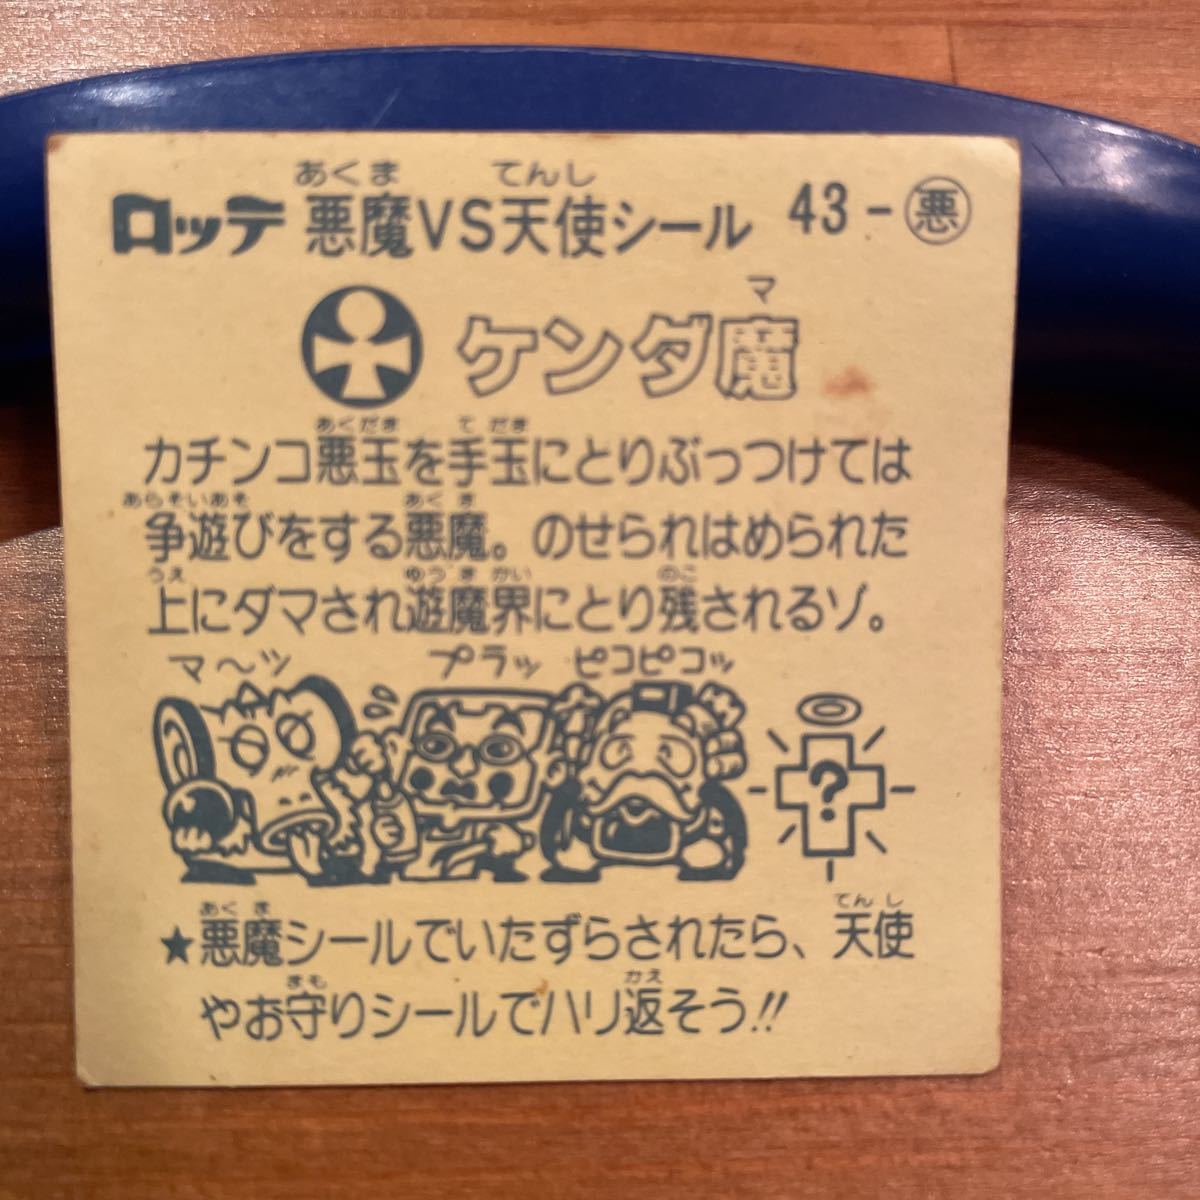 ロッテ 悪魔VS天使シール 43-悪
あくま てんし
ケンダ魔
マ
カチンコ悪玉を手玉にとりぶっつけては
あくだま てだま
争遊びをする悪魔。のせられはめられた
あらそいあそ あくま
上にダマされ遊魔界にとり残されるゾ。
うえ ゆうまかい のこ
マ〜ッ プラッ ピコピコッ
?
★悪魔シールでいたずらされたら、天使
あくま てんし
やお守りシールでハリ返そう!!
まも かえ